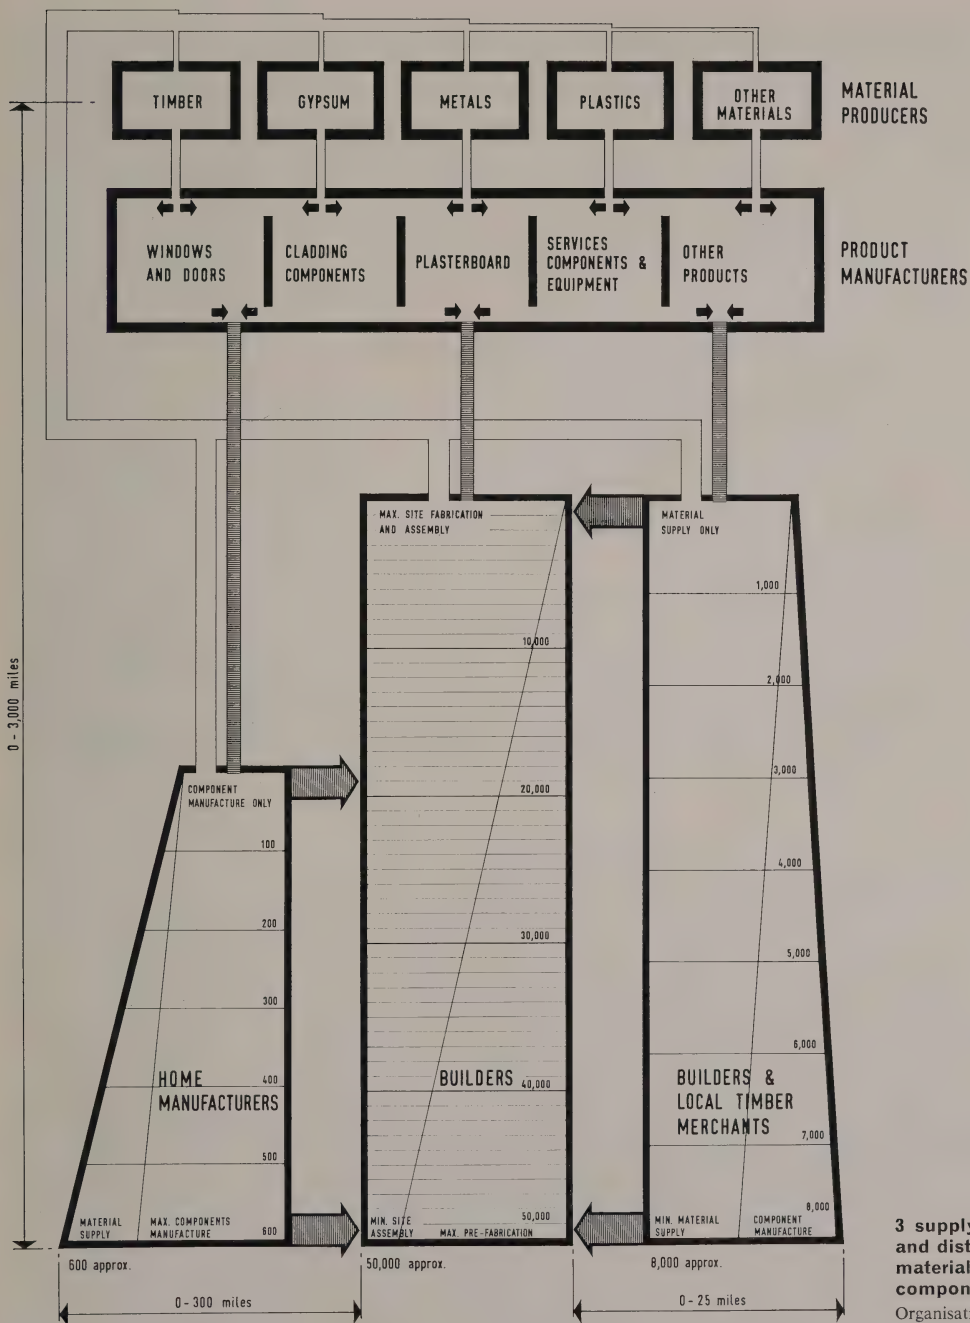 TIMBER
GYPSUM
METALS
PLASTICS
OTHER
MATERIALS
MATERIAL
PRODUCERS
WINDOWS
AND DOORS
CLADDING
COMPONENTS
PLASTERBOARD
SERVICES
COMPONENTS &
EQUIPMENT
OTHER
PRODUCTS
PRODUCT
MANUFACTURERS
0-3,000 miles
COMPONENT
MANUFACTURE ONLY
100
200
300
400
500
600
HOME
MANUFACTURERS
MATERIAL
SUPPLY
MAX. COMPONENTS
MANUFACTURE
600 approx.
MAX. SITE FABRICATION
AND ASSEMBLY
10,000
20,000
30,000
40,000
50,000
BUILDERS
MIN. SITE
ASSEMBLY
MAX. PRE-FABRICATION
50,000 approx.
MATERIAL
SUPPLY ONLY
1,000
2,000
3,000
4,000
5,000
6,000
7,000
8,000
BUILDERS &
LOCAL TIMBER
MERCHANTS
MIN. MATERIAL
SUPPLY
COMPONENT
MANUFACTURE
8,000 approx.
0-300 miles
0-25 miles
3 supply
and dist
material
compon
Organisati